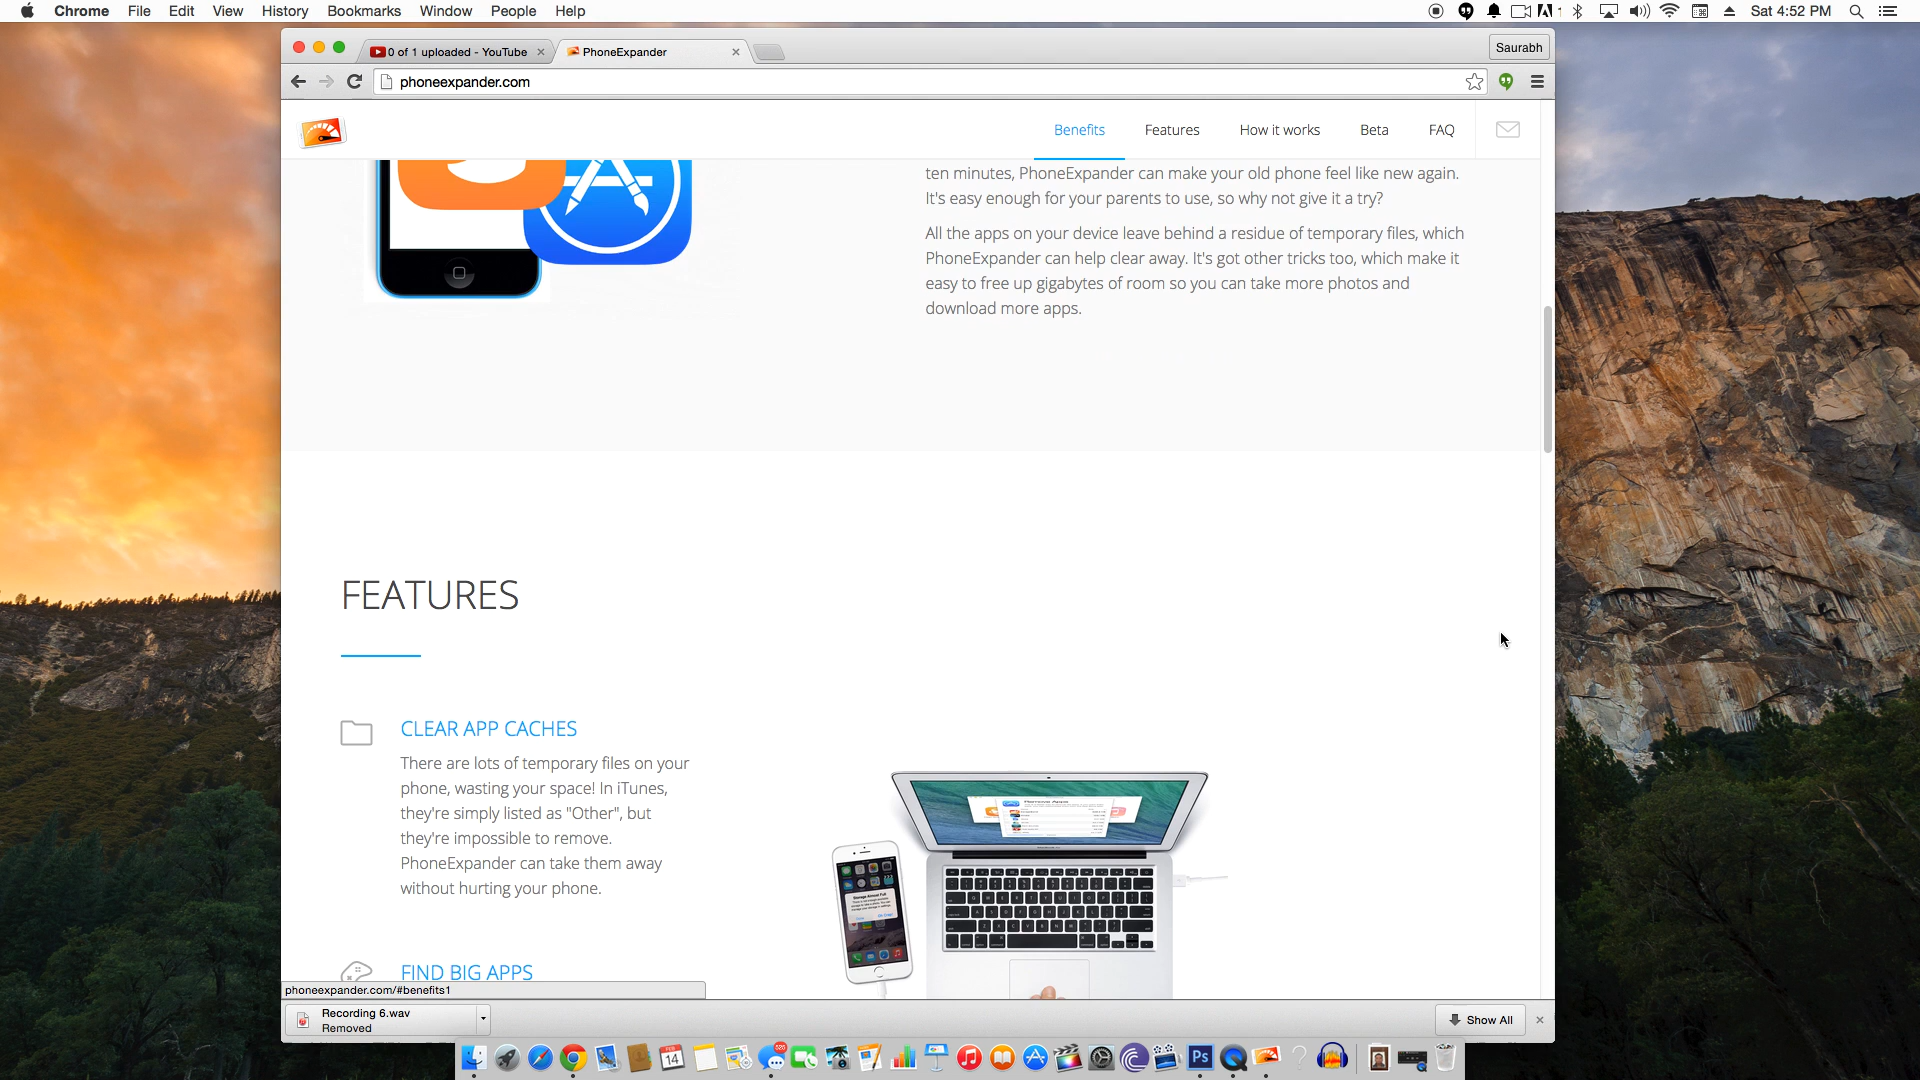 Chrome File Edit View History Bookmarks Window People Help
Sat 4:52 PM
0 of 1 uploaded - YouTube
PhoneExpander
Saurabh
phoneexpander.com
Benefits
Features
How it works
Beta
FAQ
ten minutes, PhoneExpander can make your old phone feel like new again.
It's easy enough for your parents to use, so why not give it a try?
All the apps on your device leave behind a residue of temporary files, which
PhoneExpander can help clear away. It's got other tricks too, which make it
easy to free up gigabytes of room so you can take more photos and
download more apps.
FEATURES
CLEAR APP CACHES
There are lots of temporary files on your
phone, wasting your space! In iTunes,
they're simply listed as "Other", but
they're impossible to remove.
PhoneExpander can take them away
without hurting your phone.
FIND BIG APPS
phoneexpander.com/#benefits1
Recording 6.wav
Removed
Show All
FEB
14
Ps